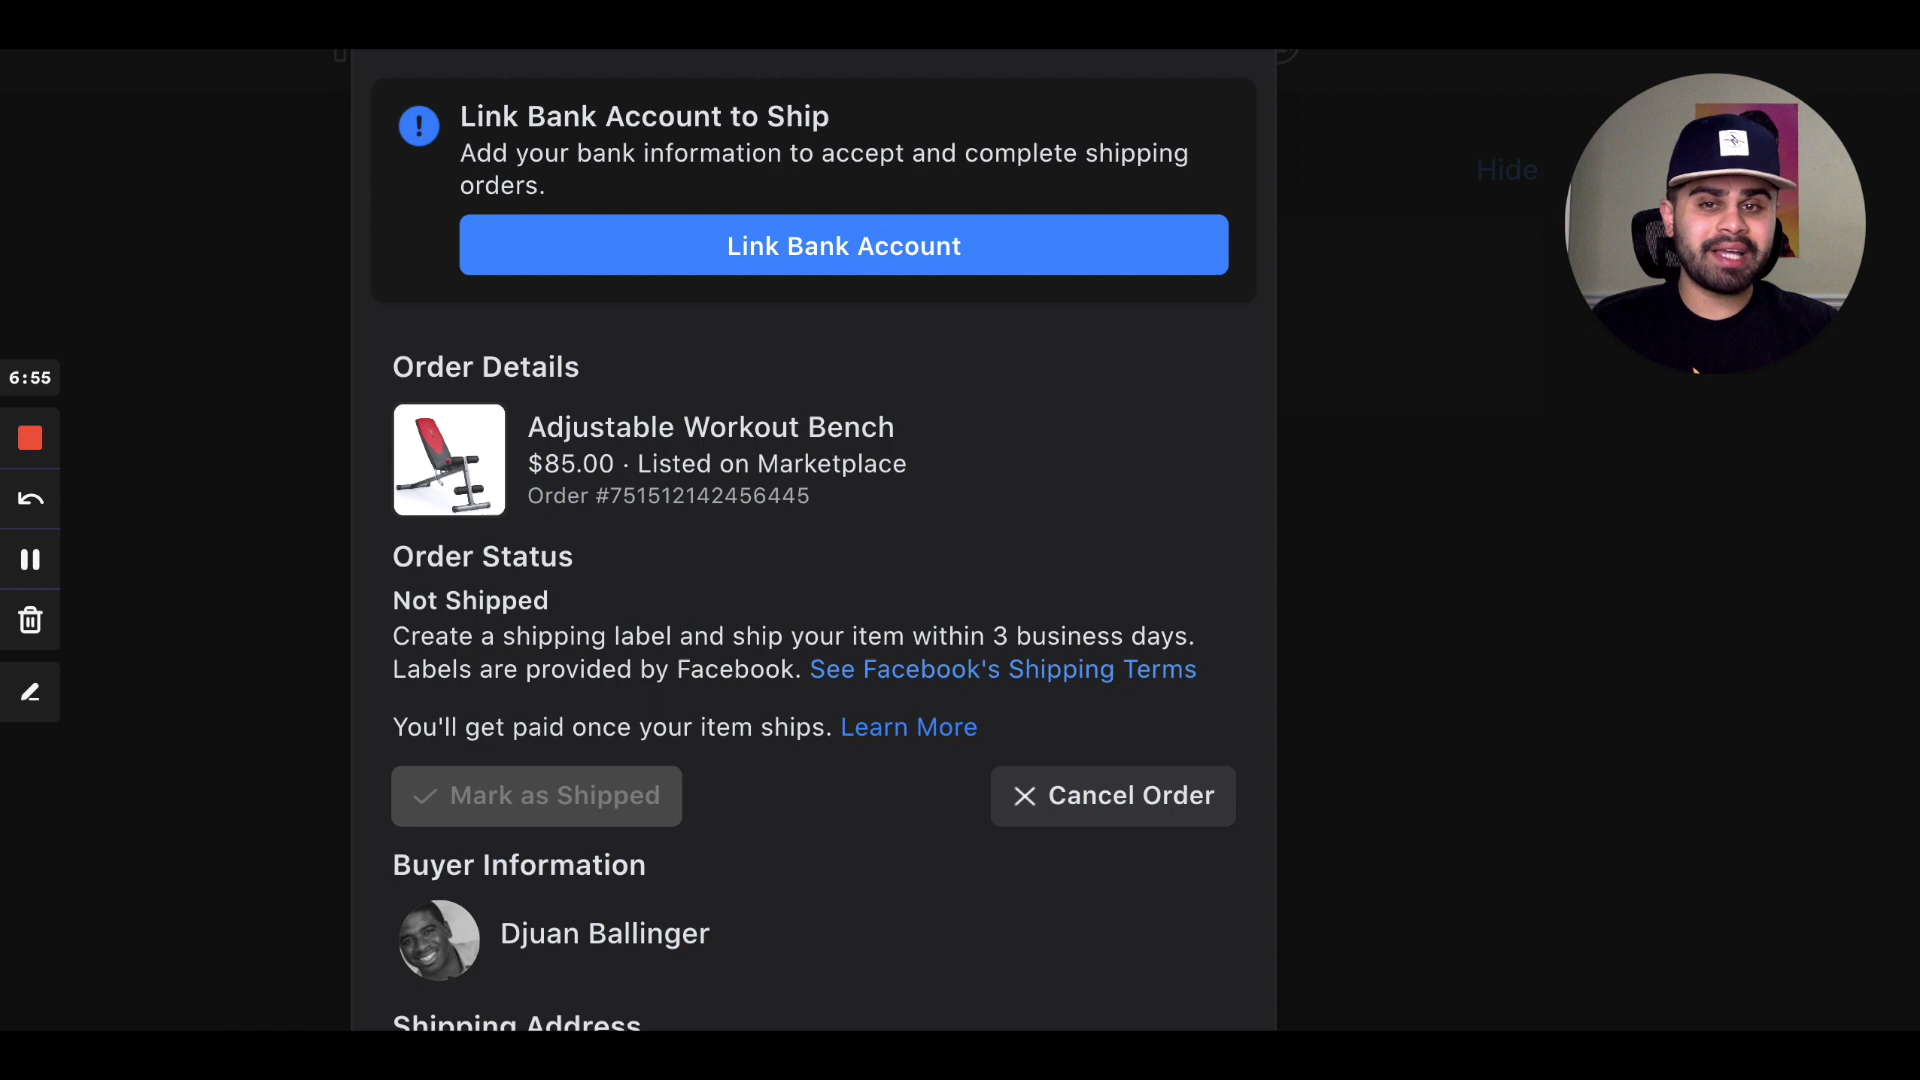 Link Bank Account to Ship
Add your bank information to accept and complete shipping
orders.
Link Bank Account
Hide
Order Details
6:55
Adjustable Workout Bench
$85.00 · Listed on Marketplace
Order #751512142456445
Order Status
Not Shipped
Create a shipping label and ship your item within 3 business days.
Labels are provided by Facebook. See Facebook's Shipping Terms
You'll get paid once your item ships. Learn More
Mark as Shipped
Cancel Order
Buyer Information
Djuan Ballinger
Shipping Address